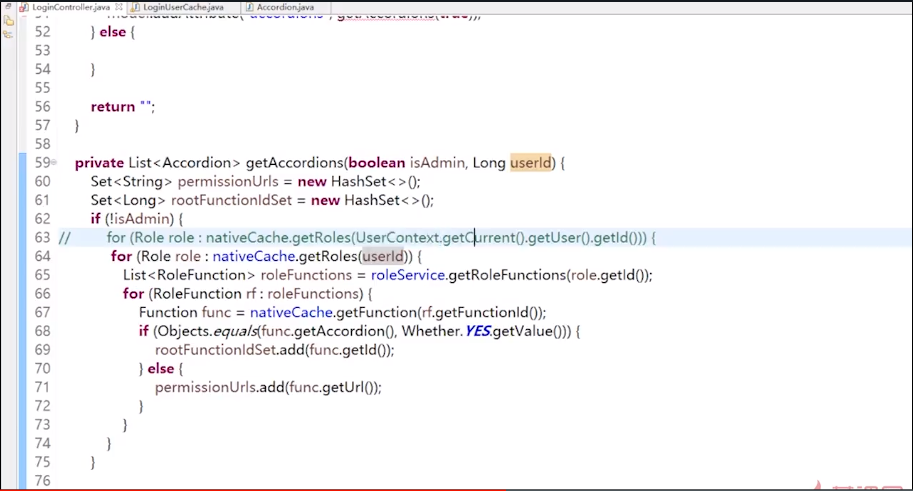 LoginController.java LoginUserCache.java Accordion.java
51 model.addAttribute("accordions", getAccordions(true));
52 } else {
53
54 }
55
56 return "";
57 }
58
59 private List<Accordion> getAccordions(boolean isAdmin, Long userId) {
60 Set<String> permissionUrls = new HashSet<>();
61 Set<Long> rootFunctionIdSet = new HashSet<>();
62 if (!isAdmin) {
63 // for (Role role : nativeCache.getRoles(UserContext.getCurrent().getUser().getId())) {
64 for (Role role : nativeCache.getRoles(userId)) {
65 List<RoleFunction> roleFunctions = roleService.getRoleFunctions(role.getId());
66 for (RoleFunction rf : roleFunctions) {
67 Function func = nativeCache.getFunction(rf.getFunctionId());
68 if (Objects.equals(func.getAccordion(), Whether.YES.getValue())) {
69 rootFunctionIdSet.add(func.getId());
70 } else {
71 permissionUrls.add(func.getUrl());
72 }
73 }
74 }
75 }
76